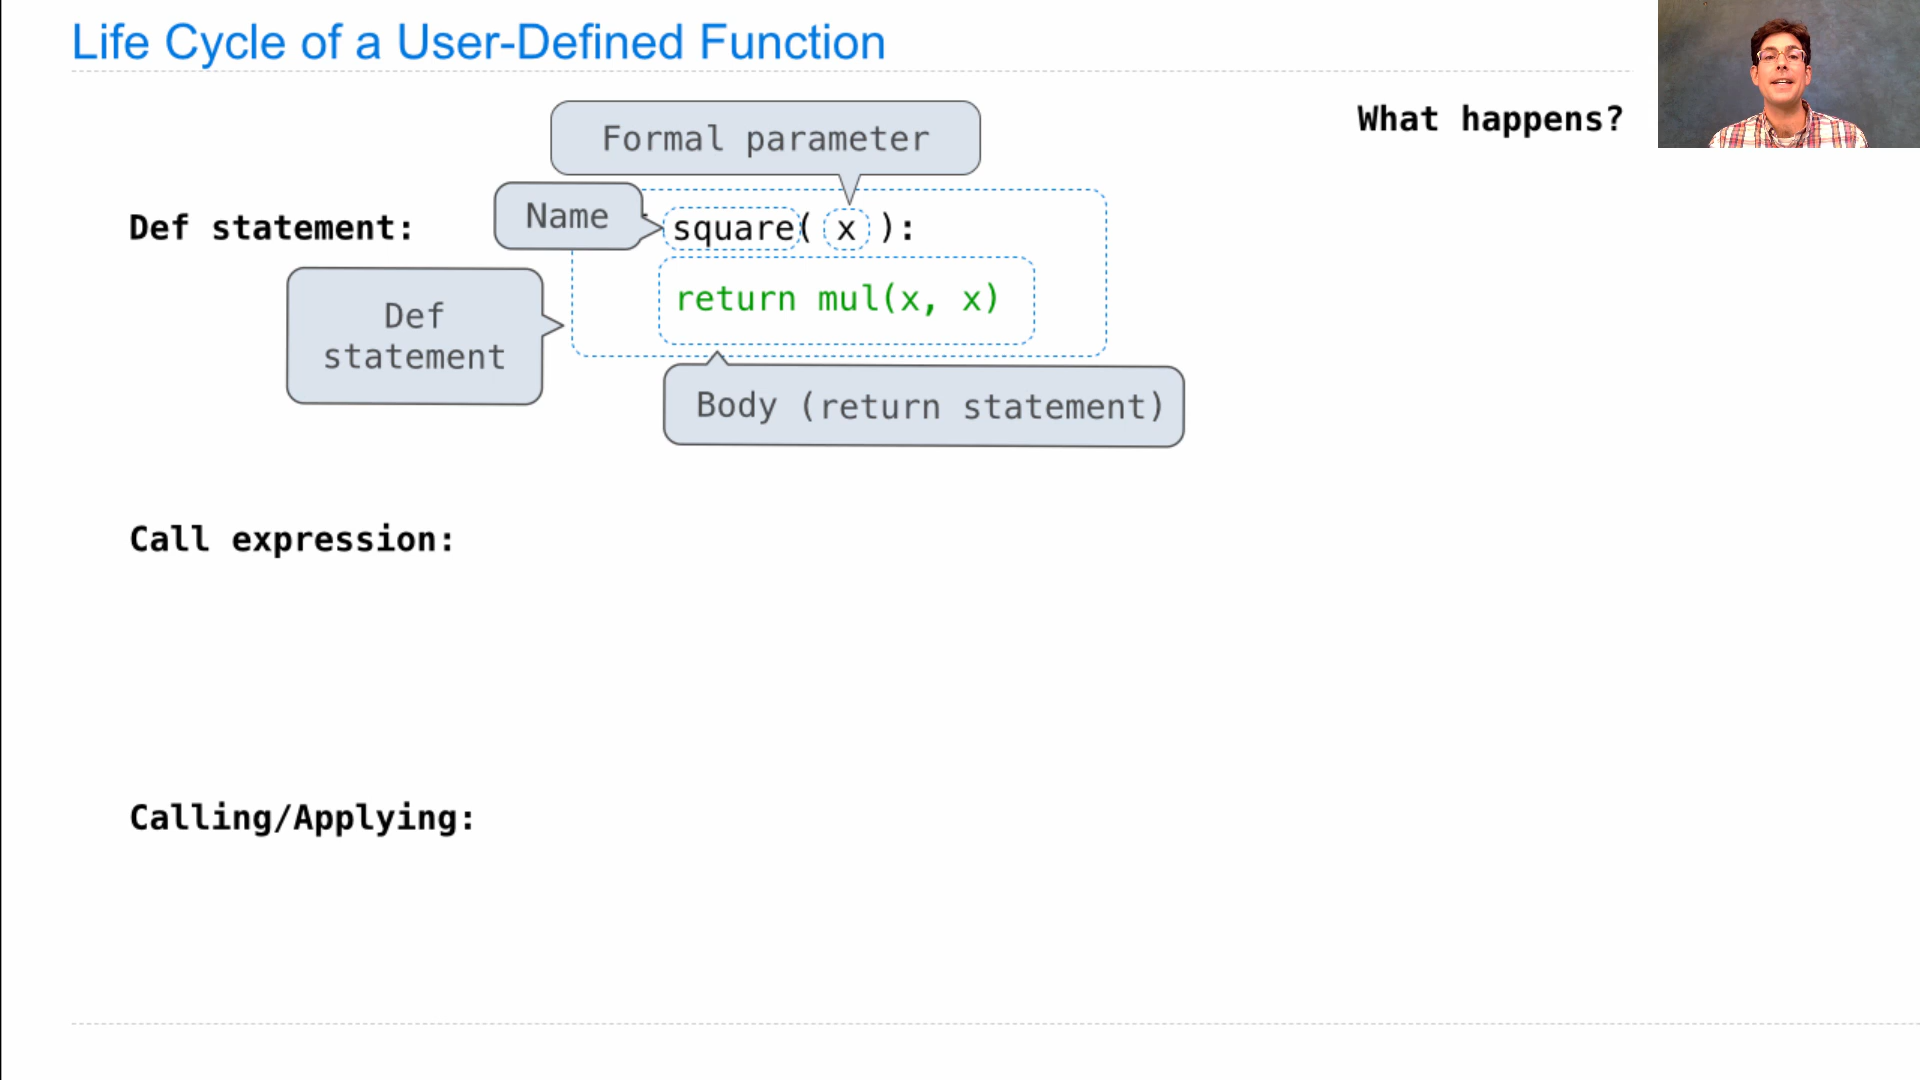 Life Cycle of a User-Defined Function
What happens?
Formal parameter
Name
Def statement:
square( x ):
return mul(x, x)
Def
statement
Body (return statement)
Call expression:
Calling/Applying: